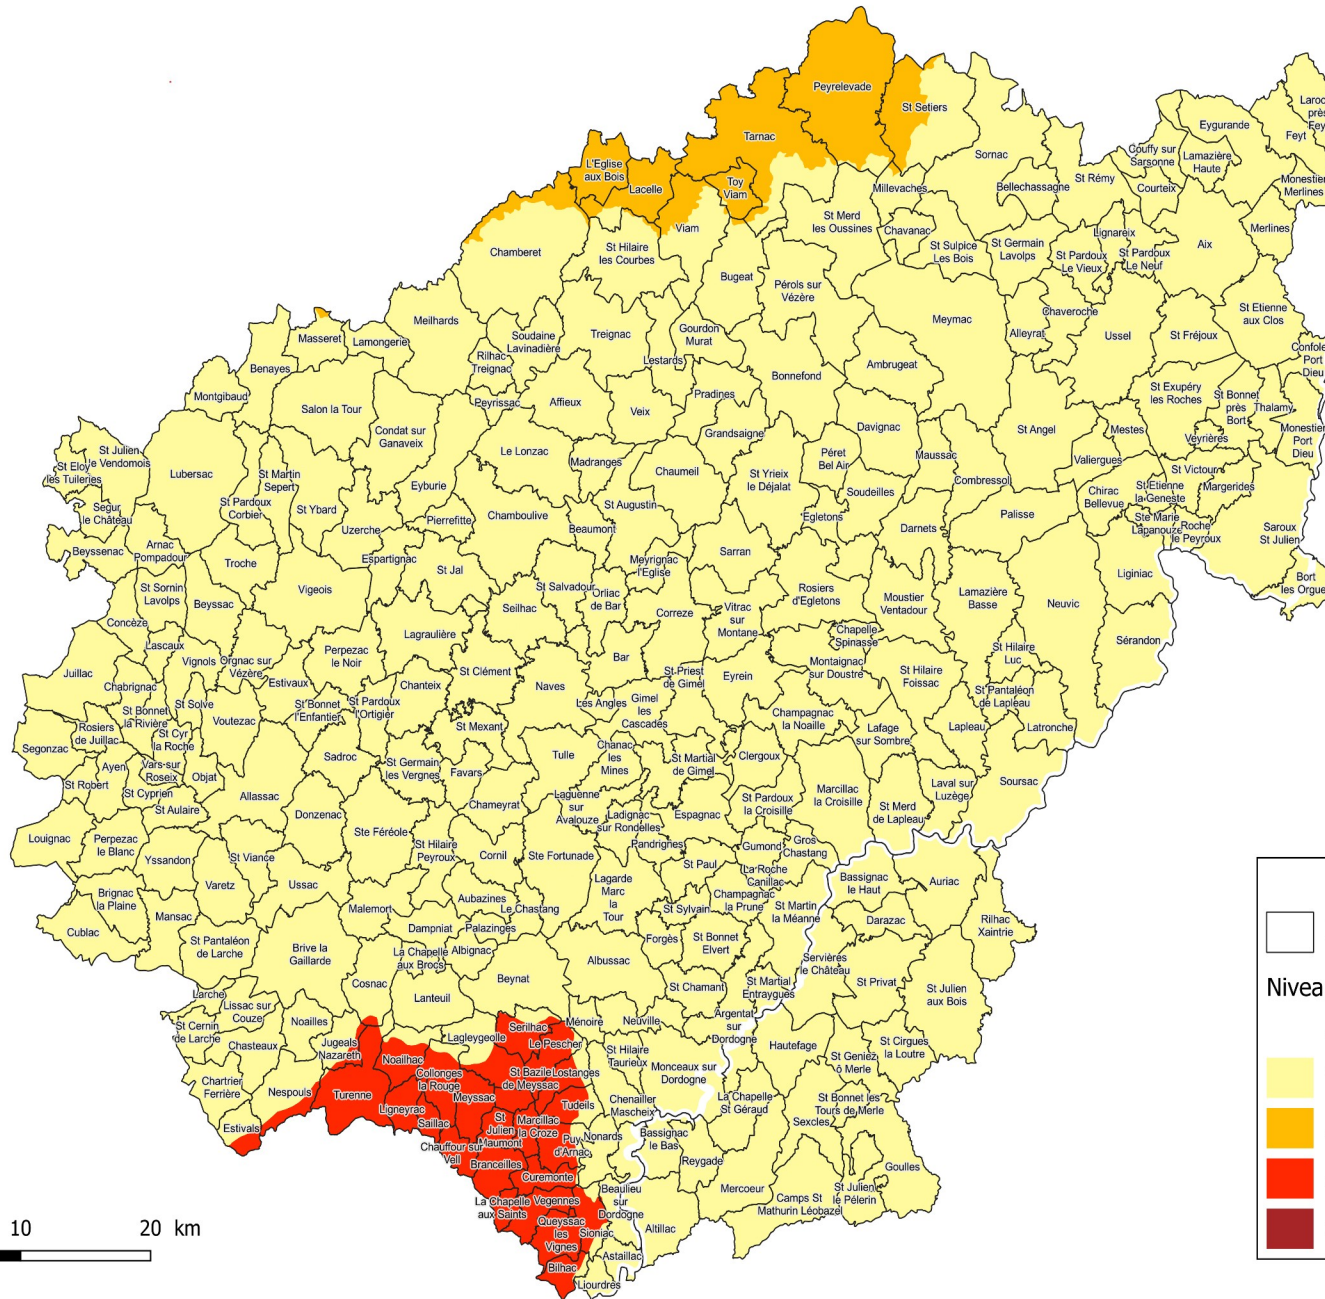 Peyrelevade
St Setiers
Tarnac
L'Eglise
aux Bois
Lacelle
Toy
Viam
Viam
Chamberet
St Hilaire
les Courbes
Millevaches
St Merd
les Oussines
Chavanac
St Sulpice
Les Bois
Sornac
Bellechassagne
St Rémy
Couffy sur
Sarsonne
Courteix
Lamazière
Haute
Eygurande
Feyt
Laroc
près
Fey
Monestier
Merlines
Merlines
Aix
Lignareix
St Pardoux
Le Vieux
St Pardoux
Le Neuf
St Germain
Lavolps
Bugeat
Pérols sur
Vézère
Meymac
Alleyrat
Chaveroche
Ussel
St Fréjoux
St Etienne
aux Clos
Confole
Port
Dieu
Meilhards
Masseret
Lamongerie
Benayes
Montgibaud
Soudaine
Lavinadière
Rilhac
Treignac
Treignac
Lestards
Gourdon
Murat
Bonnefond
Ambrugeat
Pradines
Peyrissac
Affieux
Veix
Grandsaigne
Davignac
St Angel
Mestes
St Exupéry
les Roches
St Bonnet
près
Bort
Thalamy
Veyrières
Monestier
Port
Dieu
Salon la Tour
Condat sur
Ganaveix
Le Lonzac
Madranges
Chaumeil
St Yrieix
le Déjalat
Péret
Bel Air
Maussac
Combressol
Valiergues
St Victour
Margerides
St Etienne
la Geneste
Chirac
Bellevue
Ste Marie
Lapanouze
Roche
le Peyroux
Saroux
St Julien
Bort
les Orgue
St Julien
le Vendomois
St Eloy
les Tuileries
Segur
le Château
Beyssenac
Lubersac
St Martin
Sepert
St Pardoux
Corbier
St Ybard
Uzerche
Eyburie
Pierrefitte
Chamboulive
Beaumont
St Augustin
Soudeilles
Egletons
Darnets
Palisse
Arnac
Pompadour
Troche
Espartignac
St Jal
Meyrignac
l'Eglise
Sarran
Liginiac
Neuvic
Sérandon
St Sornin
Lavolps
Beyssac
Vigeois
St Salvadour
Orliac
de Bar
Seilhac
Correze
Vitrac
sur
Montane
Rosiers
d'Egletons
Moustier
Ventadour
Lamazière
Basse
Concèze
Lascaux
Vignols
Orgnac sur
Vézère
Perpezac
le Noir
Lagraulière
St Clément
Bar
St Priest
de Gimel
Eyrein
Chapelle
Spinasse
Montaignac
sur Doustre
St Hilaire
Foissac
St Hilaire
Luc
St Pantaléon
de Lapleau
Juillac
Chabrignac
St Solve
Estivaux
St Bonnet
l'Enfantier
St Pardoux
l'Ortigier
Chanteix
Naves
Les Angles
Gimel
les
Cascades
Champagnac
la Noaille
Lafage
sur Sombre
Lapleau
Latronche
Rosiers
de Juillac
St Bonnet
la Rivière
St Cyr
la Roche
Voutezac
St Mexant
Segonzac
Ayen
Vars sur
Roseix
Objat
Sadroc
St Germain
les Vergnes
Favars
Tulle
Chanac
les
Mines
St Martial
de Gimel
Clergoux
Soursac
St Robert
St Cyprien
St Aulaire
Allassac
Donzenac
Chameyrat
Laguenne
sur
Avalouze
Ladignac
sur Rondelles
Espagnac
St Pardoux
la Croisille
Marcillac
la Croisille
St Merd
de Lapleau
Laval sur
Luzège
Louignac
Perpezac
le Blanc
Yssandon
St Viance
Ste Féréole
St Hilaire
Peyroux
Cornil
Ste Fortunade
Pandrignes
St Paul
Gumond
Gros
Chastang
La Roche
Canillac
Bassignac
le Haut
Auriac
Brignac
la Plaine
Varetz
Ussac
Aubazines
Le Chastang
Lagarde
Marc
la
Tour
Champagnac
la Prune
St Sylvain
St Martin
la Méanne
Darazac
Rilhac
Xaintrie
Cublac
Mansac
St Pantaléon
de Larche
Malemort
Dampniat
Palazinges
Forgès
St Bonnet
Elvert
Brive la
Gaillarde
La Chapelle
aux Brocs
Albignac
Albussac
Servières
le Château
Cosnac
Lanteuil
Beynat
St Chamant
St Martial
Entraygues
St Privat
St Julien
aux Bois
Larche
Lissac sur
Couze
Noailles
St Cernin
de Larche
Chasteaux
Jugeals
Nazareth
Noailhac
Lagleygeolle
Serilhac
Ménoire
Neuville
Argentat
sur
Dordogne
Hautefage
St Cirgues
la Loutre
Le Pescher
St Hilaire
Taurieux
St Geniez
ô Merle
Chartrier
Ferrière
Nespouls
Turenne
Collonges
la Rouge
Meyssac
St Bazile
de Meyssac
Lostanges
Monceaux sur
Dordogne
Tudeils
Chenailler
Mascheix
La Chapelle
St Géraud
St Bonnet les
Tours de Merle
Sexcles
Estivals
Ligneyrac
Saillac
St
Julien
Maumont
Marcillac
la Croze
Puy
d'Arnac
Nonards
Bassignac
le Bas
Chauffour sur
Vell
Branceilles
Curemonte
Reygade
Goulles
Mercoeur
Camps St
Mathurin Léobazel
St Julien
le Pélerin
La Chapelle
aux Saints
Vegennes
Beaulieu
sur
Dordogne
Queyssac
les
Vignes
Sioniac
Altillac
Astaillac
Bilhac
Liourdres
Nivea
10 20 km